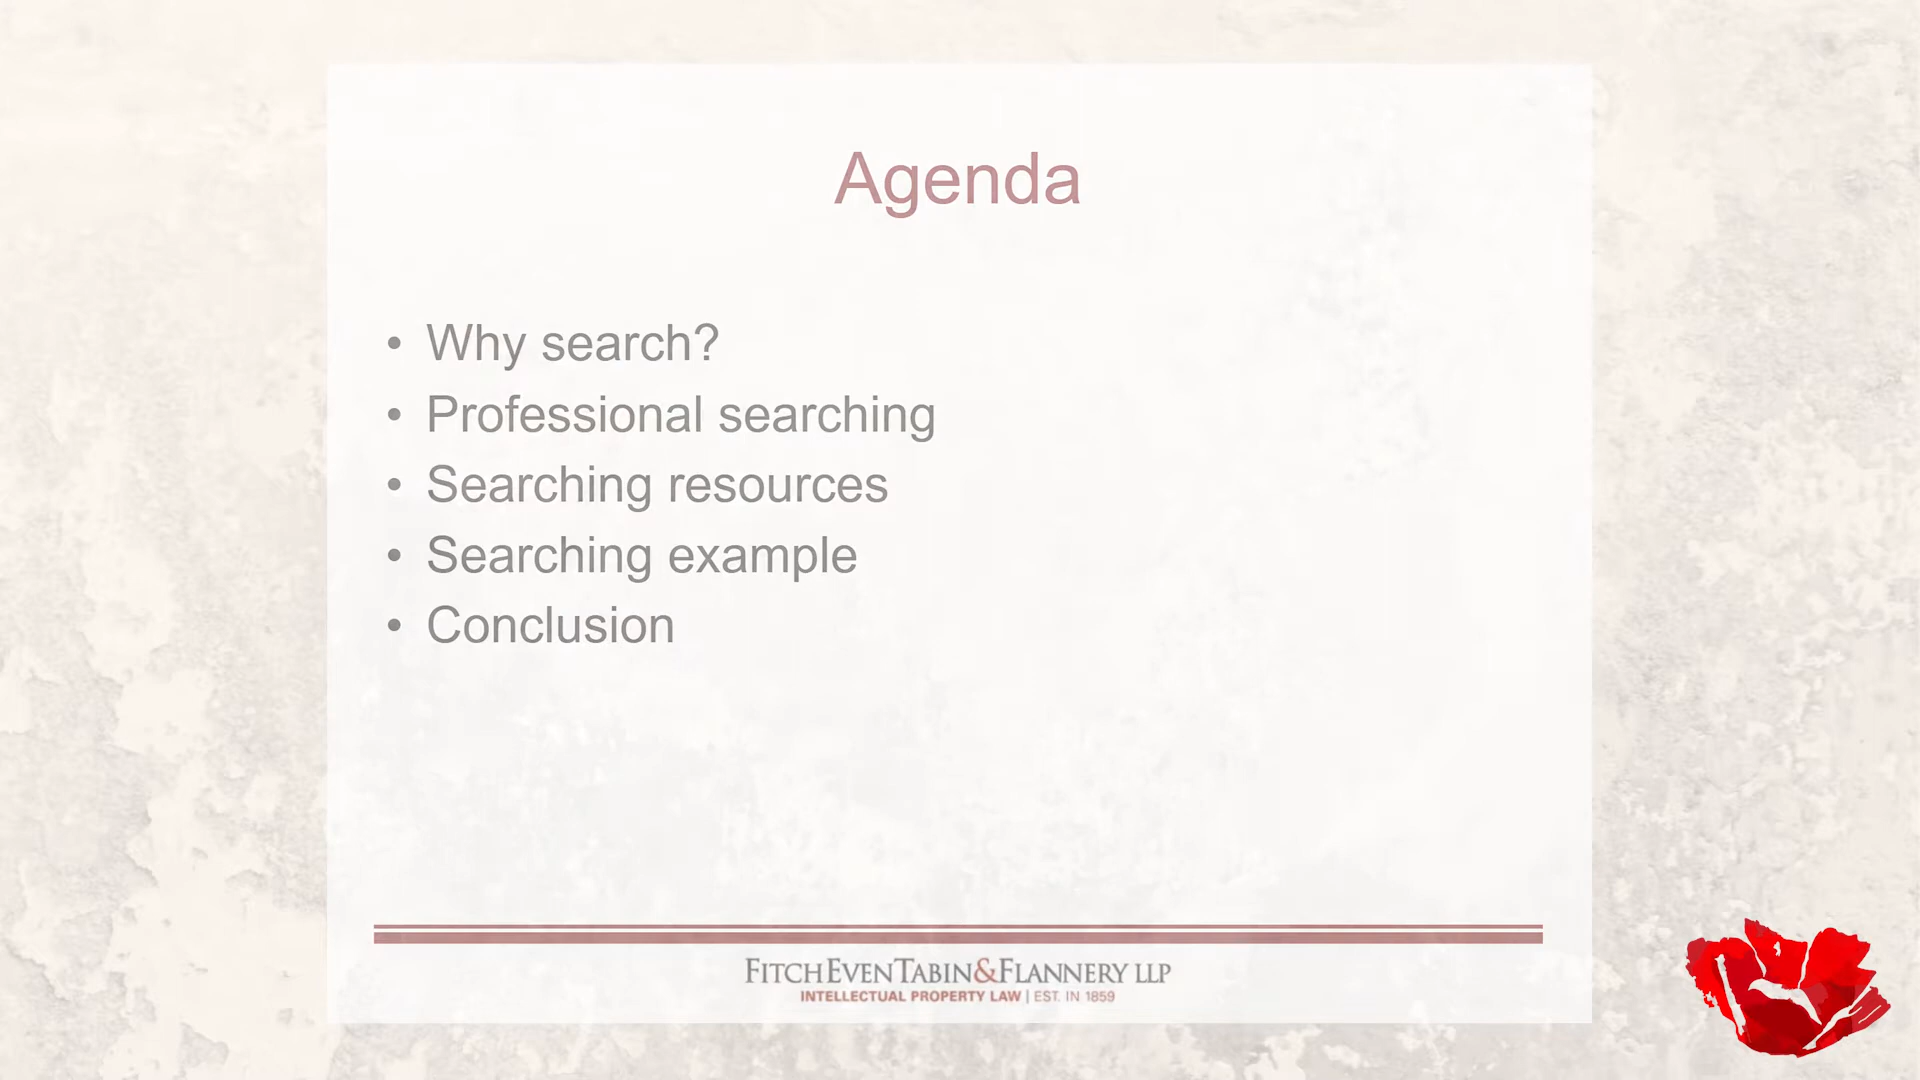 Agenda
• Why search?
• Professional searching
• Searching resources
• Searching example
• Conclusion
FITCH EVEN TABIN & FLANNERY LLP
INTELLECTUAL PROPERTY LAW | EST. IN 1859